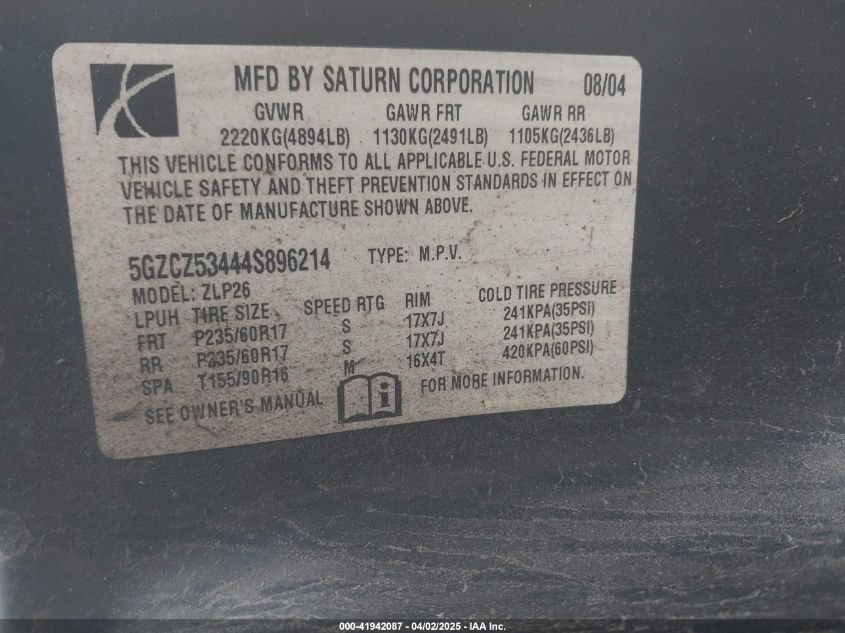 MFD BY SATURN CORPORATION 08/04
GVWR GAWR FRT GAWR RR
2220KG(4894LB) 1130KG(2491LB) 1105KG(2436LB)
THIS VEHICLE CONFORMS TO ALL APPLICABLE U.S. FEDERAL MOTOR
VEHICLE SAFETY AND THEFT PREVENTION STANDARDS IN EFFECT ON
THE DATE OF MANUFACTURE SHOWN ABOVE.
5GZCZ53444S896214 TYPE: M.P.V.
MODEL: ZLP26
LPUH TIRE SIZE SPEED RTG RIM COLD TIRE PRESSURE
FRT P235/60R17 S 17X7J 241KPA(35PSI)
RR P235/60R17 S 17X7J 241KPA(35PSI)
SPA T155/90R16 M 16X4T 420KPA(60PSI)
SEE OWNER'S MANUAL FOR MORE INFORMATION.
000-41942087 - 04/02/2025 - IAA Inc.